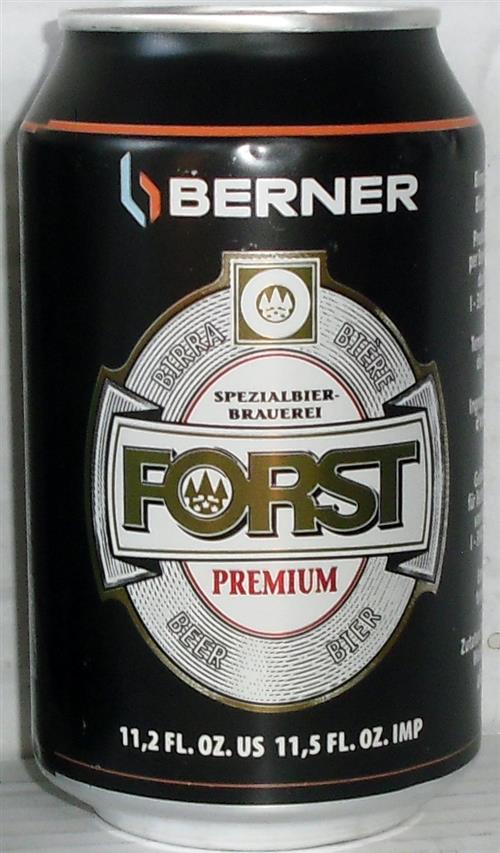 BERNER
BIRRA
BIÈRE
SPEZIALBIER-
BRAUEREI
FORST
PREMIUM
BEER
BIER
11,2 FL. OZ. US 11,5 FL. OZ. IMP